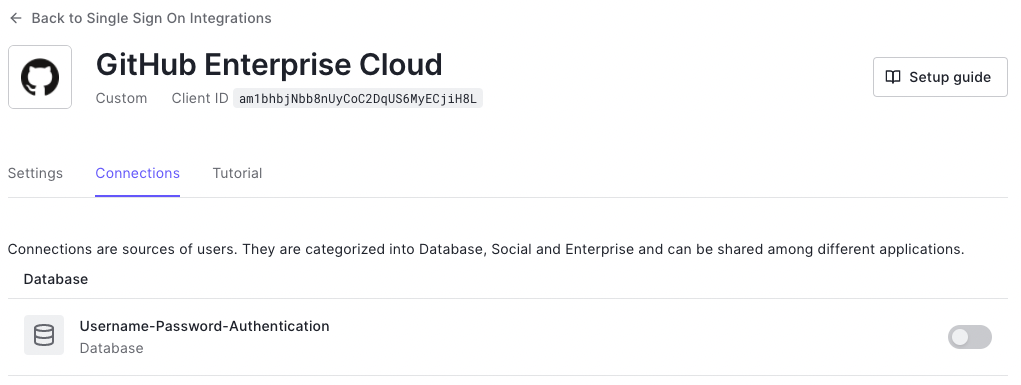 Back to Single Sign On Integrations
GitHub Enterprise Cloud
Setup guide
Custom Client ID am1bhbjNbb8nUyCoC2DqUS6MyECjiH8L
Settings Connections Tutorial
Connections are sources of users. They are categorized into Database, Social and Enterprise and can be shared among different applications.
Database
Username-Password-Authentication
Database